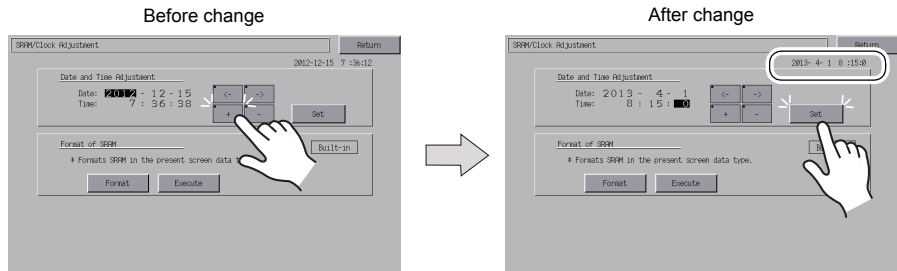 Before change
SRAM/Clock Adjustment
Return
2012-12-15 7 :36:12
Date and Time Adjustment
Date: 2012 - 12 - 15
Time: 7 : 36 : 38
<- ->
+ -
Set
Format of SRAM
Built-in
* Formats SRAM in the present screen data t
Format Execute
After change
SRAM/Clock Adjustment
Return
2013- 4- 1 8 :15:0
Date and Time Adjustment
Date: 2013 - 4 - 1
Time: 8 : 15 : 0
<- ->
+ -
Set
Format of SRAM
* Formats SRAM in the present screen data type.
Format Execute